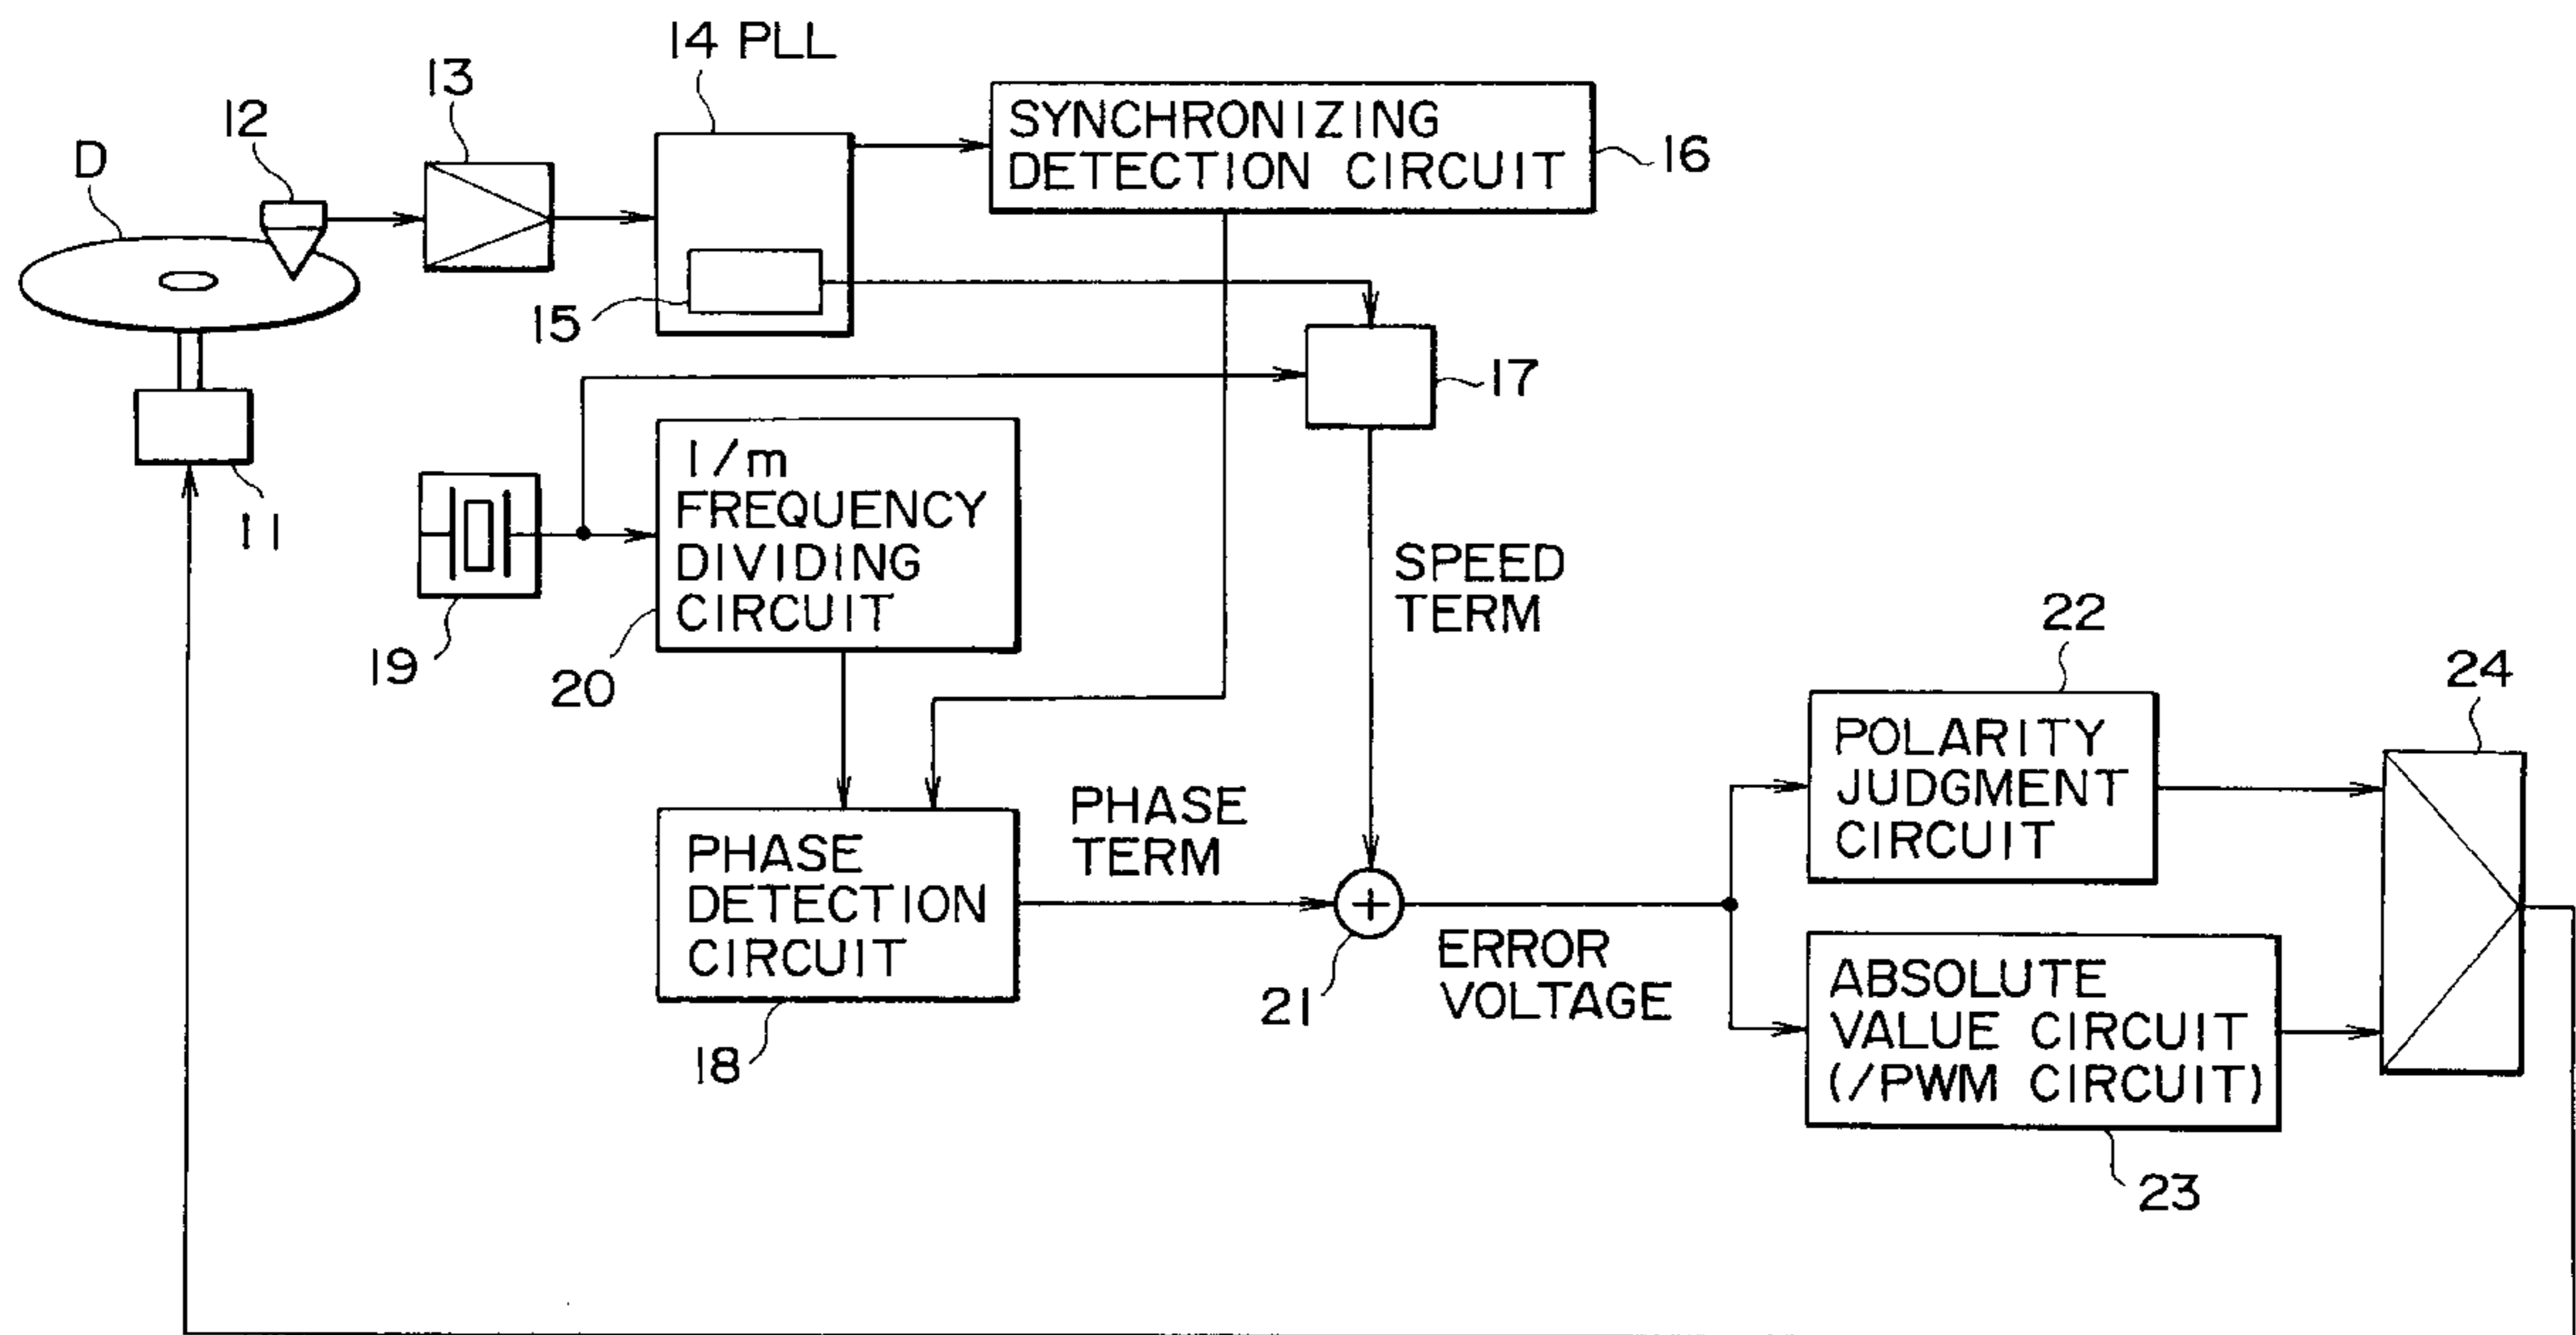 14 PLL
13
12
D
SYNCHRONIZING
DETECTION CIRCUIT
16
15
17
11
1/m
FREQUENCY
DIVIDING
CIRCUIT
19
20
SPEED
TERM
22
24
POLARITY
JUDGMENT
CIRCUIT
PHASE
TERM
PHASE
DETECTION
CIRCUIT
18
+
21
ERROR
VOLTAGE
ABSOLUTE
VALUE CIRCUIT
(/PWM CIRCUIT)
23